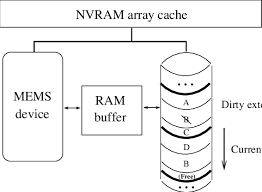 NVRAM array cache
MEMS
device
RAM
buffer
...
A
B
C
D
B
(Free)
...
Dirty exte
Curren